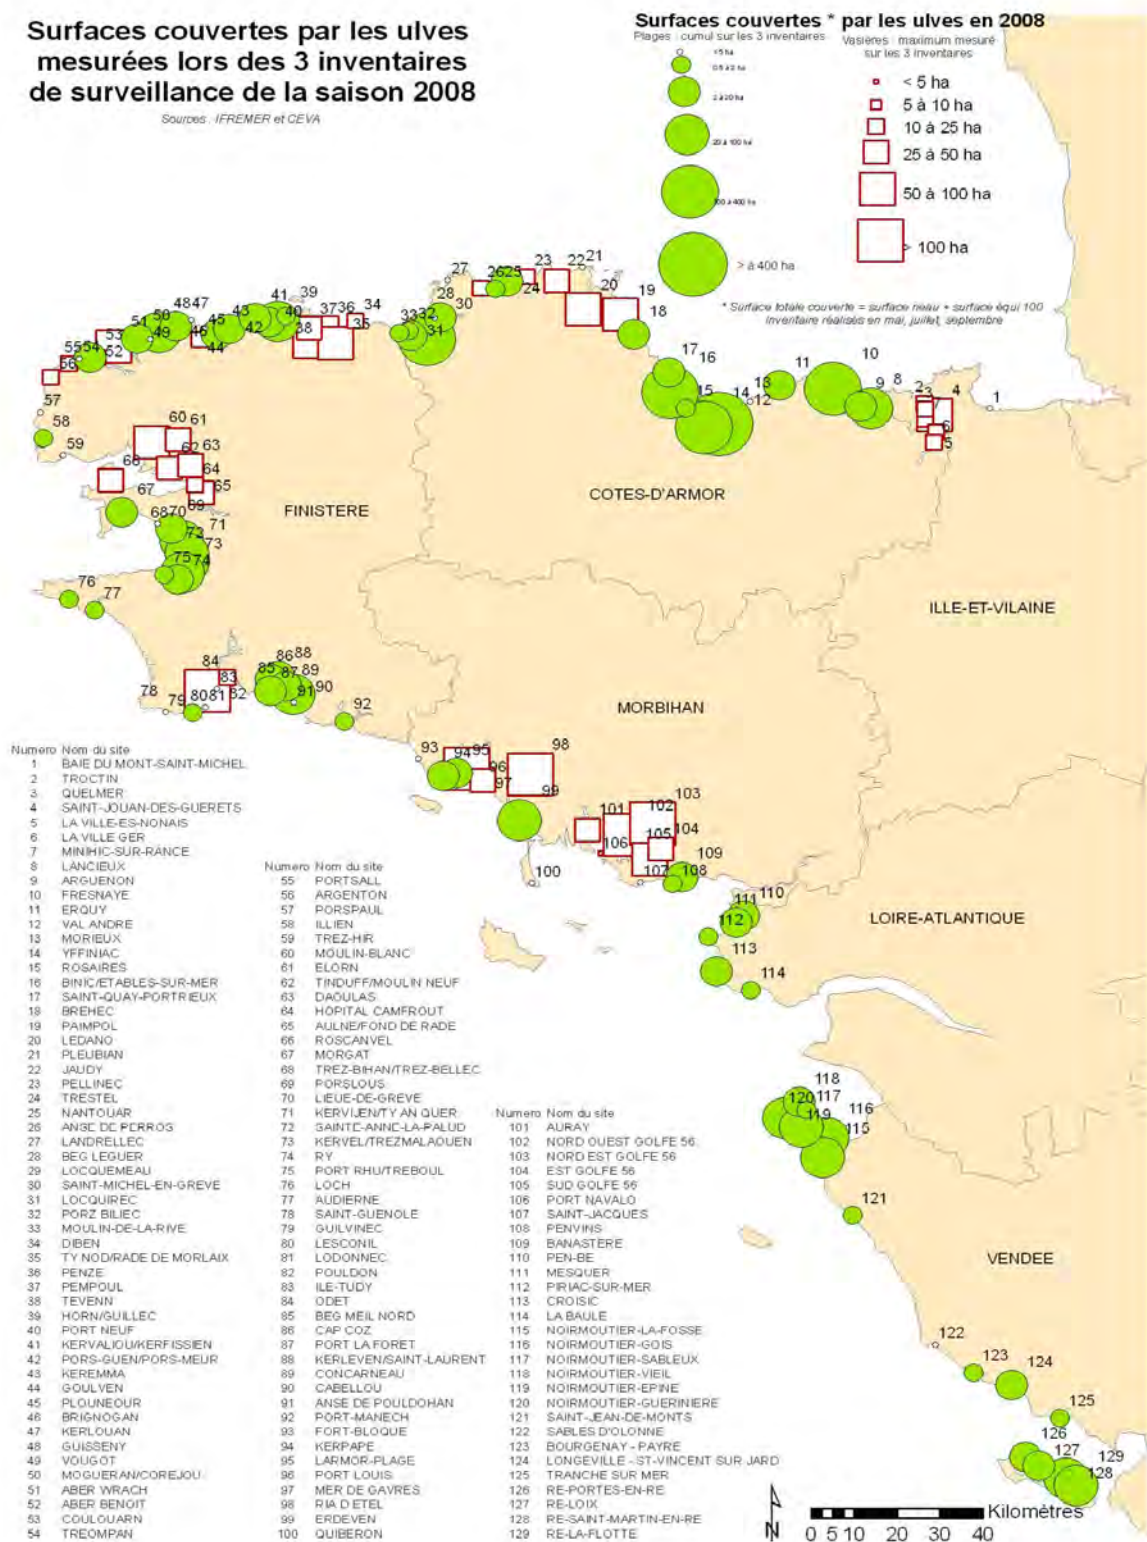 Surfaces couvertes par les ulves
mesurées lors des 3 inventaires
de surveillance de la saison 2008
Sources : IFREMER et CEVA
Surfaces couvertes * par les ulves en 2008
Plages : cumul sur les 3 inventaires
Vasières : maximum mesuré
sur les 3 inventaires
2 à 20 ha
20 à 100 ha
100 à 400 ha
> à 400 ha
< 5 ha
5 à 10 ha
10 à 25 ha
25 à 50 ha
50 à 100 ha
> 100 ha
* Surface totale couverte = surface rideau + surface équi 100
inventaire réalisés en mai, juillet, septembre
FINISTERE
COTES-D'ARMOR
ILLE-ET-VILAINE
MORBIHAN
LOIRE-ATLANTIQUE
VENDEE
Numero Nom du site
1 BAIE DU MONT-SAINT-MICHEL
2 TROCTIN
3 QUELMER
4 SAINT-JOUAN-DES-GUERETS
5 LA VILLE-ES-NONAIS
6 LA VILLE GER
7 MINIHIC-SUR-RANCE
8 LANCIEUX
9 ARGUENON
10 FRESNAYE
11 ERQUY
12 VAL ANDRE
13 MORIEUX
14 YFFINIAC
15 ROSAIRES
16 BINIC/ETABLES-SUR-MER
17 SAINT-QUAY-PORTRIEUX
18 BREHEC
19 PAIMPOL
20 LEDANO
21 PLEUBIAN
22 JAUDY
23 PELLINEC
24 TRESTEL
25 NANTOUAR
26 ANSE DE PERROS
27 LANDRELLEC
28 BEG LEGUER
29 LOCQUEMEAU
30 SAINT-MICHEL-EN-GREVE
31 LOCQUIREC
32 PORZ BILIEC
33 MOULIN-DE-LA-RIVE
34 DIBEN
35 TY NOD/RADE DE MORLAIX
36 PENZE
37 PEMPOUL
38 TEVENN
39 HORN/GUILLEC
40 PORT NEUF
41 KERVALIOU/KERFISSIEN
42 PORS-GUEN/PORS-MEUR
43 KEREMMA
44 GOULVEN
45 PLOUNEOUR
46 BRIGNOGAN
47 KERLOUAN
48 GUISSENY
49 VOUGOT
50 MOGUERAN/COREJOU
51 ABER WRACH
52 ABER BENOIT
53 COULOUARN
54 TREOMPAN
Numero Nom du site
55 PORTSALL
56 ARGENTON
57 PORSPAUL
58 ILLIEN
59 TREZ-HIR
60 MOULIN-BLANC
61 ELORN
62 TINDUFF/MOULIN NEUF
63 DAOULAS
64 HOPITAL CAMFROUT
65 AULNE/FOND DE RADE
66 ROSCANVEL
67 MORGAT
68 TREZ-BIHAN/TREZ-BELLEC
69 PORSLOUS
70 LIEUE-DE-GREVE
71 KERVIJEN/TY AN QUER
72 SAINTE-ANNE-LA-PALUD
73 KERVEL/TREZMALAOUEN
74 RY
75 PORT RHU/TREBOUL
76 LOCH
77 AUDIERNE
78 SAINT-GUENOLE
79 GUILVINEC
80 LESCONIL
81 LODONNEC
82 POULDON
83 ILE-TUDY
84 ODET
85 BEG MEIL NORD
86 CAP COZ
87 PORT LA FORET
88 KERLEVEN/SAINT-LAURENT
89 CONCARNEAU
90 CABELLOU
91 ANSE DE POULDOHAN
92 PORT-MANECH
93 FORT-BLOQUE
94 KERPAPE
95 LARMOR-PLAGE
96 PORT LOUIS
97 MER DE GAVRES
98 RIA D ETEL
99 ERDEVEN
100 QUIBERON
Numero Nom du site
101 AURAY
102 NORD OUEST GOLFE 56
103 NORD EST GOLFE 56
104 EST GOLFE 56
105 SUD GOLFE 56
106 PORT NAVALO
107 SAINT-JACQUES
108 PENVINS
109 BANASTERE
110 PEN-BE
111 MESQUER
112 PIRIAC-SUR-MER
113 CROISIC
114 LA BAULE
115 NOIRMOUTIER-LA-FOSSE
116 NOIRMOUTIER-GOIS
117 NOIRMOUTIER-SABLEUX
118 NOIRMOUTIER-VIEIL
119 NOIRMOUTIER-EPINE
120 NOIRMOUTIER-GUERINIERE
121 SAINT-JEAN-DE-MONTS
122 SABLES D'OLONNE
123 BOURGENAY - PAYRE
124 LONGEVILLE - ST-VINCENT SUR JARD
125 TRANCHE SUR MER
126 RE-PORTES-EN-RE
127 RE-LOIX
128 RE-SAINT-MARTIN-EN-RE
129 RE-LA-FLOTTE
N
Kilomètres
0 5 10 20 30 40